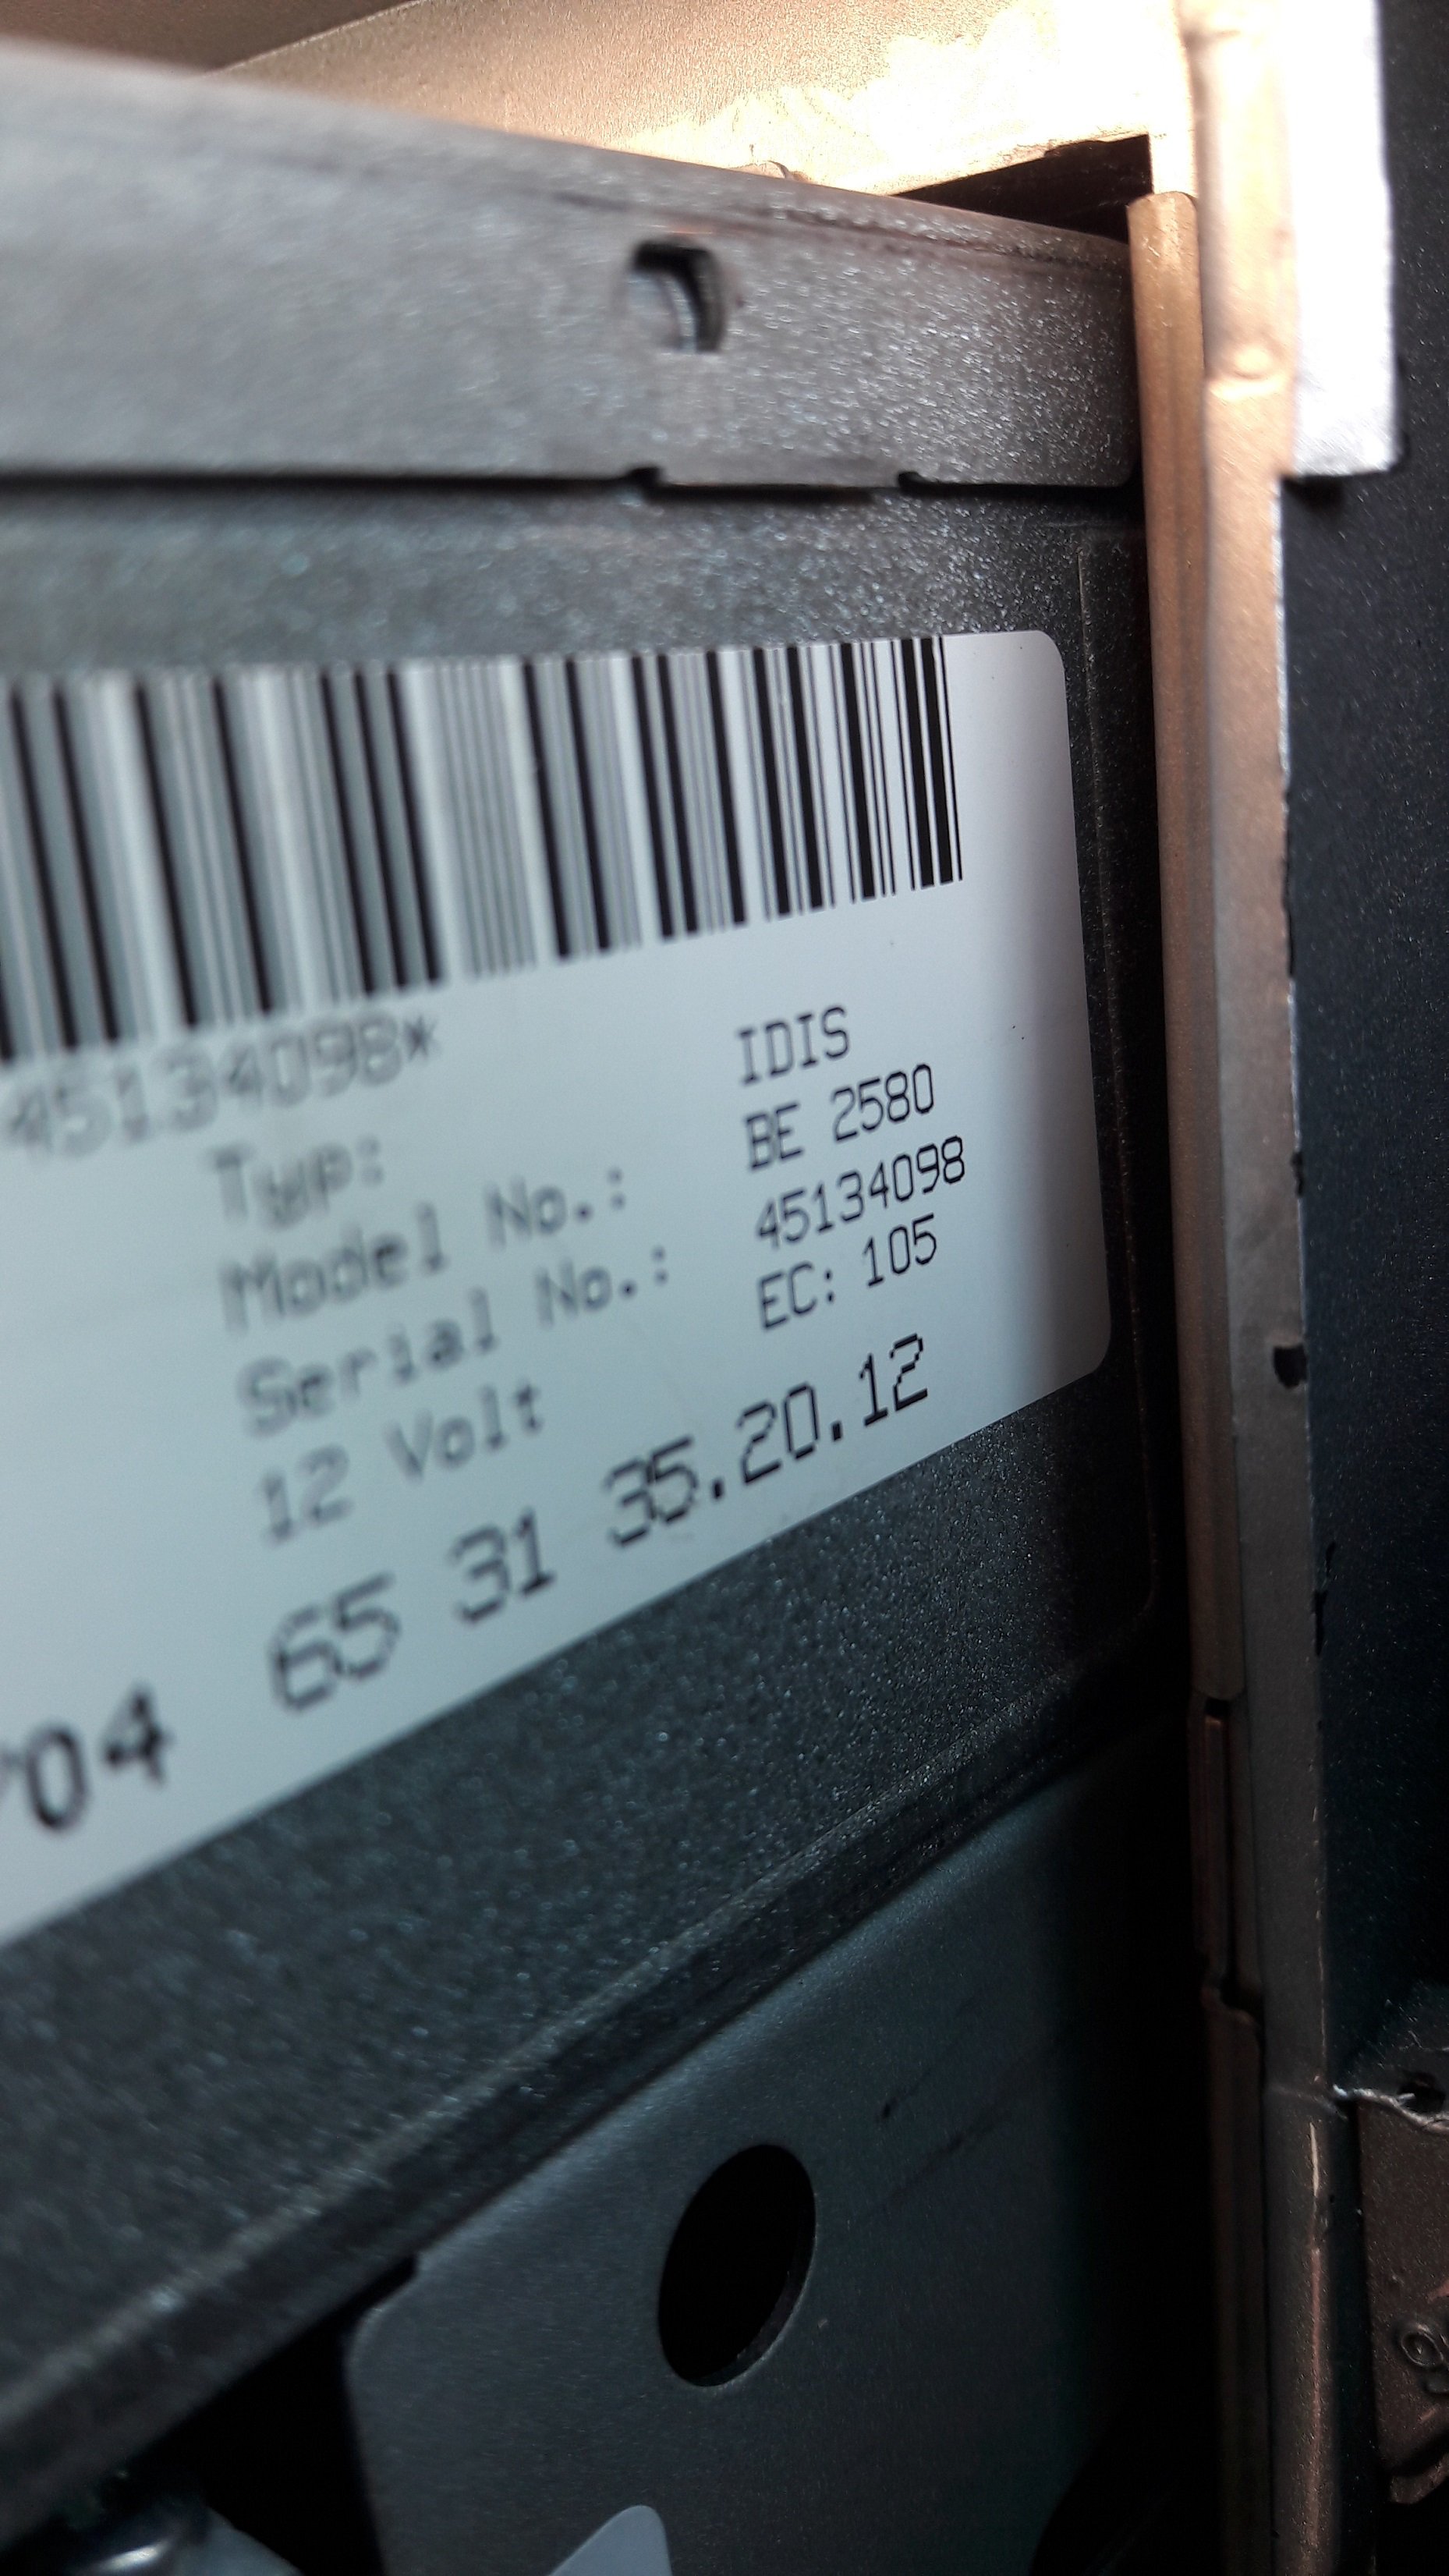 45134098*
Typ: IDIS
Model No.: BE 2580
Serial No.: 45134098
12 Volt EC: 105
04 65 31 35.20.12